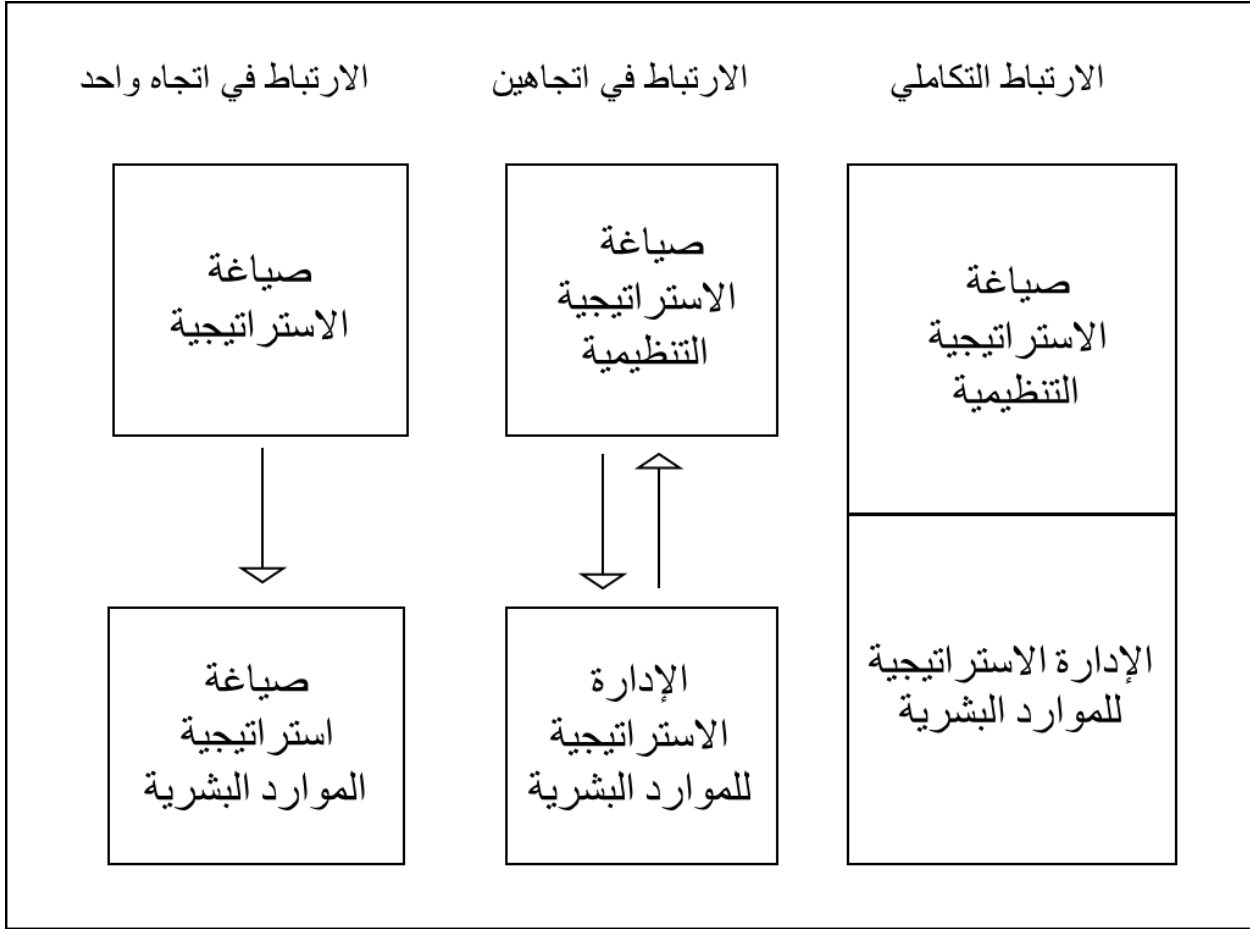 الارتباط التكاملي
الارتباط في اتجاهين
الارتباط في اتجاه واحد
صياغة
الاستراتيجية
التنظيمية
الإدارة الاستراتيجية
للموارد البشرية
صياغة
الاستراتيجية
التنظيمية
الإدارة
الاستراتيجية
للموارد البشرية
صياغة
الاستراتيجية
صياغة
استراتيجية
الموارد البشرية